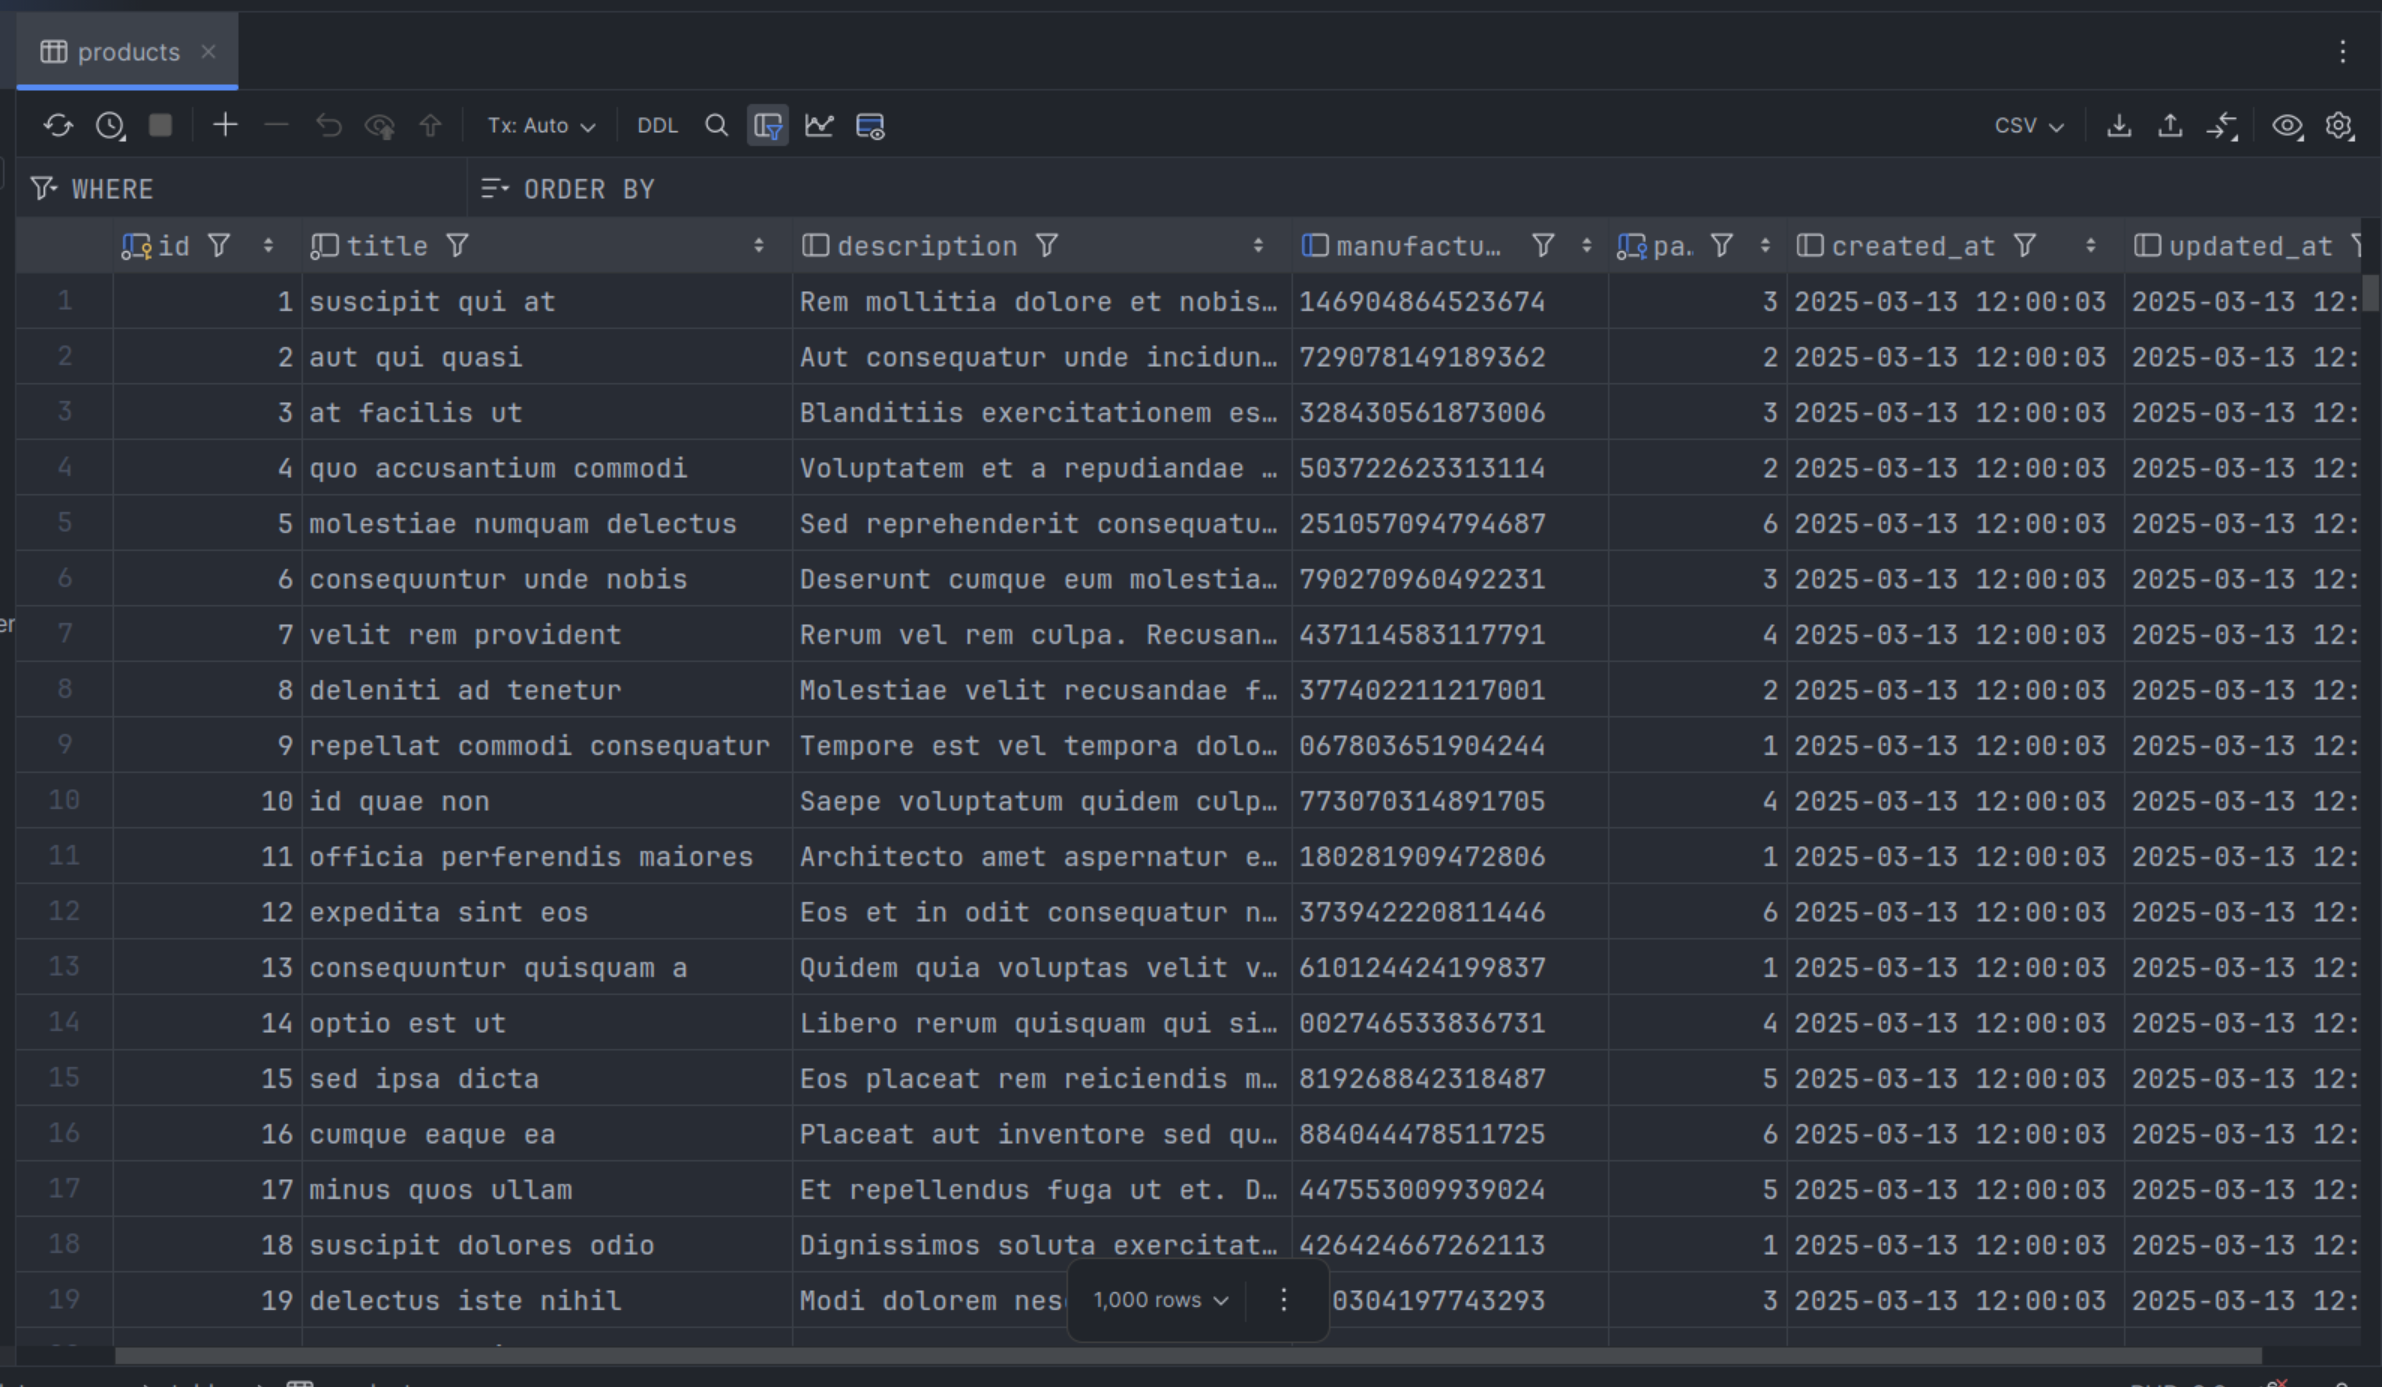 products
Tx: Auto DDL CSV
WHERE ORDER BY
id title description manufactu… pa. created_at updated_at
1 1 suscipit qui at Rem mollitia dolore et nobis… 146904864523674 3 2025-03-13 12:00:03 2025-03-13 12:
2 2 aut qui quasi Aut consequatur unde incidun… 729078149189362 2 2025-03-13 12:00:03 2025-03-13 12:
3 3 at facilis ut Blanditiis exercitationem es… 328430561873006 3 2025-03-13 12:00:03 2025-03-13 12:
4 4 quo accusantium commodi Voluptatem et a repudiandae … 503722623313114 2 2025-03-13 12:00:03 2025-03-13 12:
5 5 molestiae numquam delectus Sed reprehenderit consequatu… 251057094794687 6 2025-03-13 12:00:03 2025-03-13 12:
6 6 consequuntur unde nobis Deserunt cumque eum molestia… 790270960492231 3 2025-03-13 12:00:03 2025-03-13 12:
7 7 velit rem provident Rerum vel rem culpa. Recusan… 437114583117791 4 2025-03-13 12:00:03 2025-03-13 12:
8 8 deleniti ad tenetur Molestiae velit recusandae f… 377402211217001 2 2025-03-13 12:00:03 2025-03-13 12:
9 9 repellat commodi consequatur Tempore est vel tempora dolo… 067803651904244 1 2025-03-13 12:00:03 2025-03-13 12:
10 10 id quae non Saepe voluptatum quidem culp… 773070314891705 4 2025-03-13 12:00:03 2025-03-13 12:
11 11 officia perferendis maiores Architecto amet aspernatur e… 180281909472806 1 2025-03-13 12:00:03 2025-03-13 12:
12 12 expedita sint eos Eos et in odit consequatur n… 373942220811446 6 2025-03-13 12:00:03 2025-03-13 12:
13 13 consequuntur quisquam a Quidem quia voluptas velit v… 610124424199837 1 2025-03-13 12:00:03 2025-03-13 12:
14 14 optio est ut Libero rerum quisquam qui si… 002746533836731 4 2025-03-13 12:00:03 2025-03-13 12:
15 15 sed ipsa dicta Eos placeat rem reiciendis m… 819268842318487 5 2025-03-13 12:00:03 2025-03-13 12:
16 16 cumque eaque ea Placeat aut inventore sed qu… 884044478511725 6 2025-03-13 12:00:03 2025-03-13 12:
17 17 minus quos ullam Et repellendus fuga ut et. D… 447553009939024 5 2025-03-13 12:00:03 2025-03-13 12:
18 18 suscipit dolores odio Dignissimos soluta exercitat… 426424667262113 1 2025-03-13 12:00:03 2025-03-13 12:
19 19 delectus iste nihil Modi dolorem nes 0304197743293 3 2025-03-13 12:00:03 2025-03-13 12:
1,000 rows